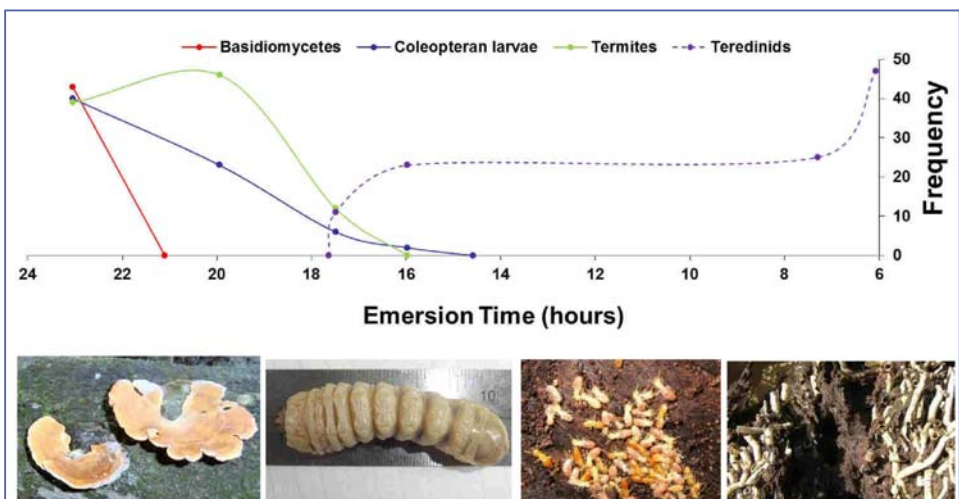 Basidiomycetes Coleopteran larvae Termites Teredinids
50
40
30
20
10
0
Frequency
24 22 20 18 16 14 12 10 8 6
Emersion Time (hours)
10